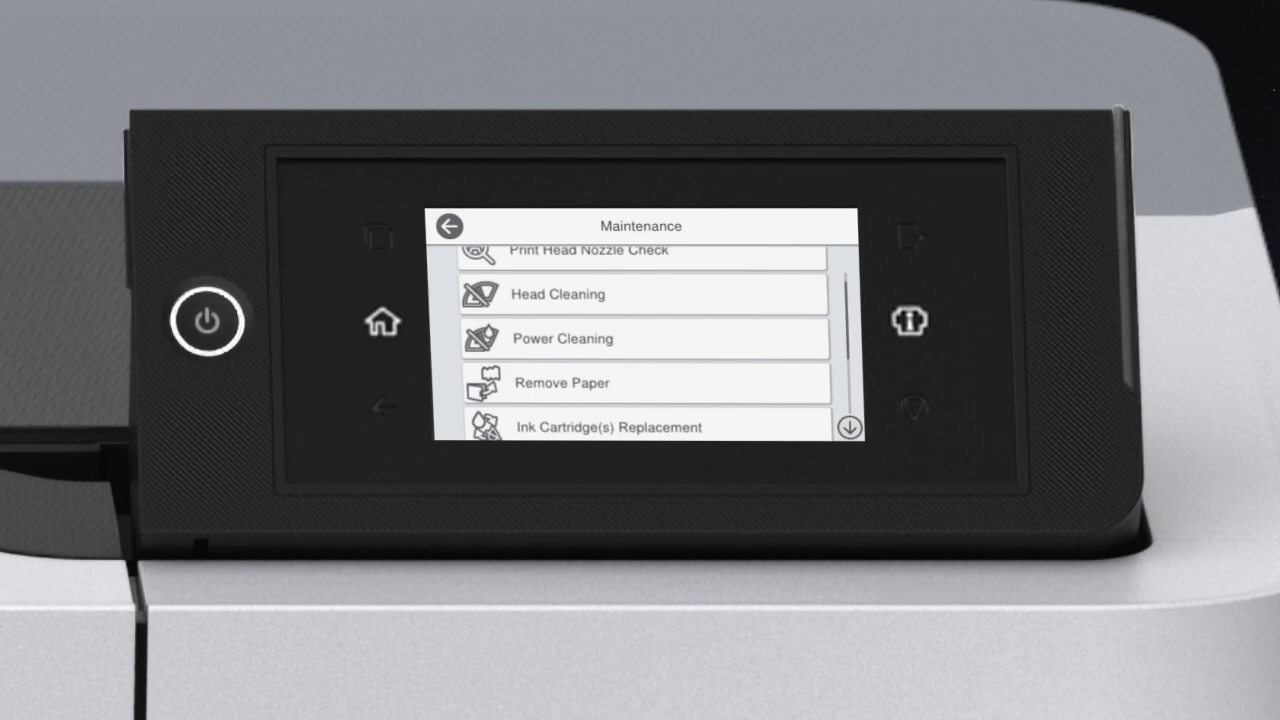 Maintenance
Print Head Nozzle Check
Head Cleaning
Power Cleaning
Remove Paper
Ink Cartridge(s) Replacement